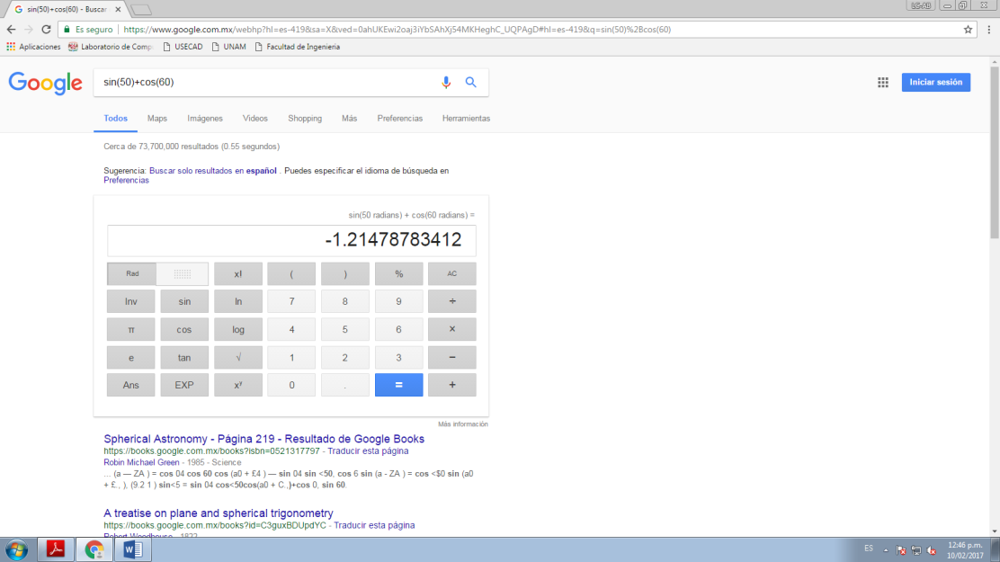 sin(50)+cos(60) - Buscar
LG-AB
Es seguro | https://www.google.com.mx/webhp?hl=es-419&sa=X&ved=0ahUKEwi2oaj3iYbSAhXj54MKHeghC_UQPAgD#hl=es-419&q=sin(50)%2Bcos(60)
Aplicaciones Laboratorio de Comp USECAD UNAM Facultad de Ingenieria
Google sin(50)+cos(60) Iniciar sesión
Todos Maps Imágenes Videos Shopping Más Preferencias Herramientas
Cerca de 73,700,000 resultados (0.55 segundos)
Sugerencia: Buscar solo resultados en español . Puedes especificar el idioma de búsqueda en
Preferencias
sin(50 radians) + cos(60 radians) =
-1.21478783412
Rad x! ( ) % AC
Inv sin ln 7 8 9 ÷
π cos log 4 5 6 ×
e tan √ 1 2 3 −
Ans EXP xʸ 0 . = +
Más información
Spherical Astronomy - Página 219 - Resultado de Google Books
https://books.google.com.mx/books?isbn=0521317797 - Traducir esta página
Robin Michael Green - 1985 - Science
... (a — ZA ) = cos 04 cos 60 cos (a0 + £4 ) — sin 04 sin <50, cos 6 sin (a - ZA ) = cos <$0 sin (a0
+ £., ), (9.2 1 ) sin<5 = sin 04 cos<50cos(a0 + C.,}+cos 0, sin 60.
A treatise on plane and spherical trigonometry
https://books.google.com.mx/books?id=C3guxBDUpdYC - Traducir esta página
Robert Woodhouse - 1822
ES 12:46 p.m.
10/02/2017